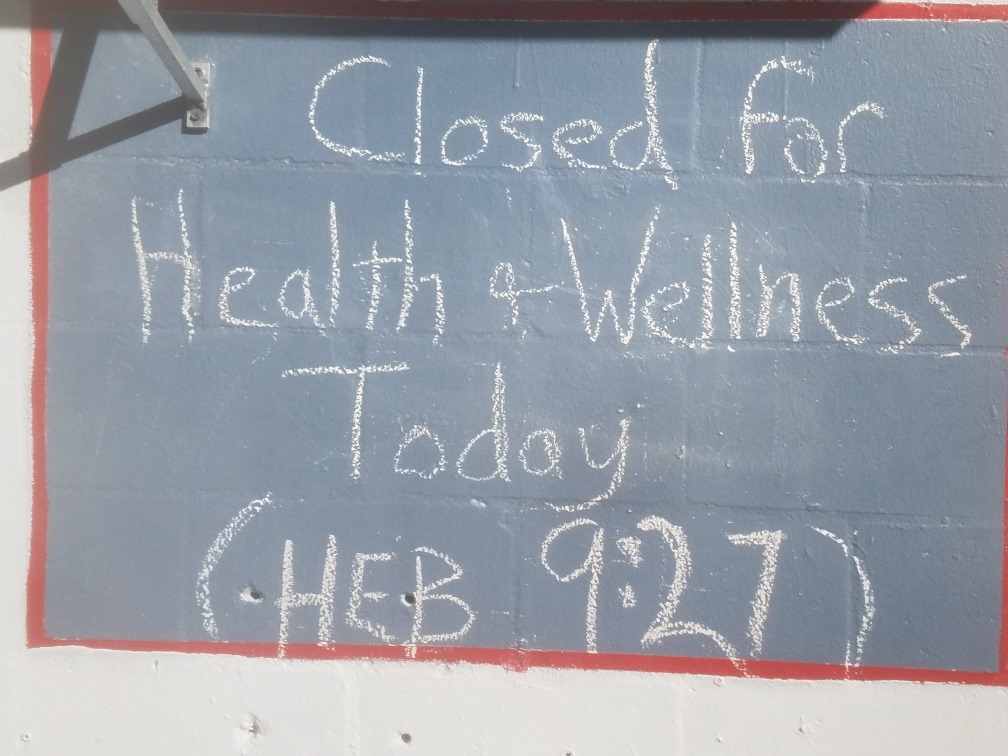 Closed for
Health & Wellness
Today
(HEB 9:27)